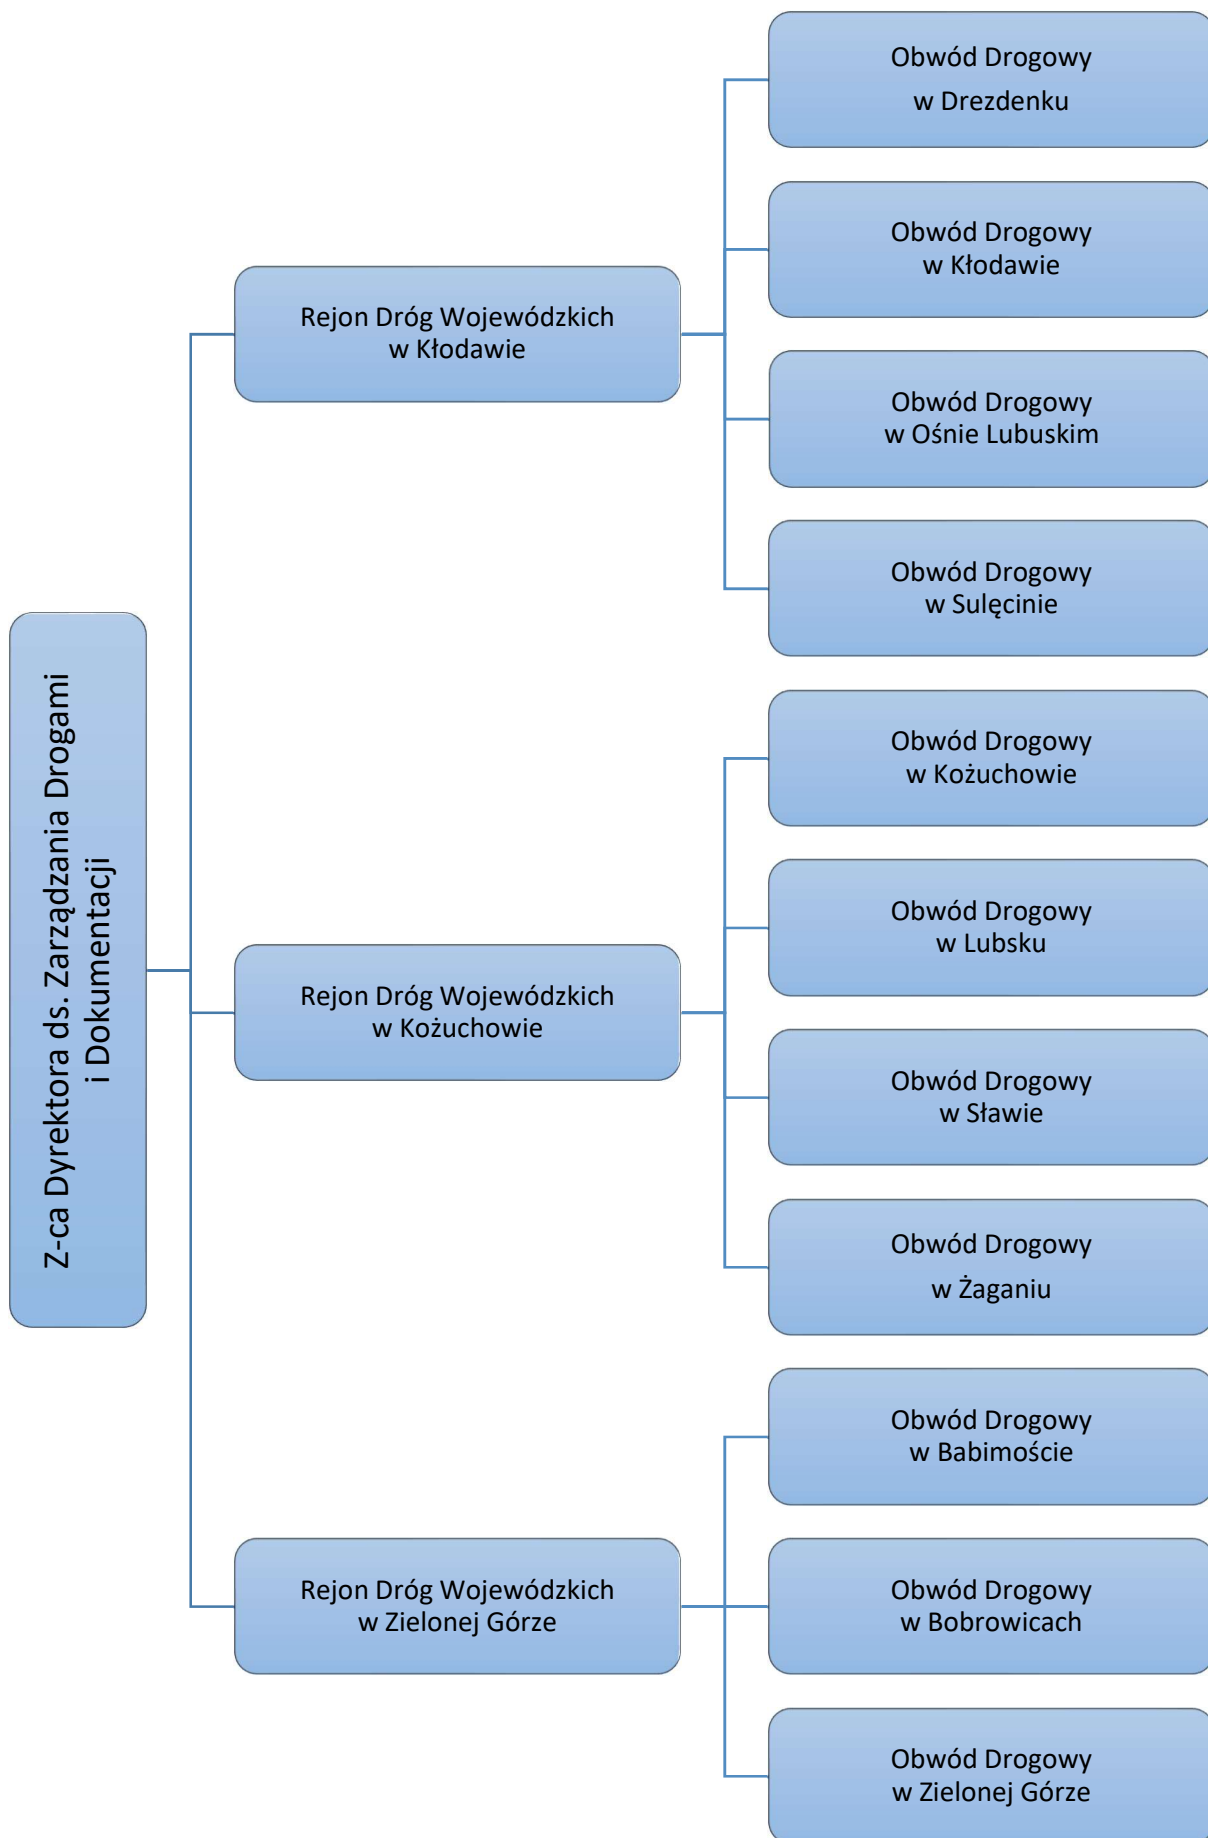 Z-ca Dyrektora ds. Zarządzania Drogami
i Dokumentacji
Rejon Dróg Wojewódzkich
w Kłodawie
Obwód Drogowy
w Drezdenku
Obwód Drogowy
w Kłodawie
Obwód Drogowy
w Ośnie Lubuskim
Obwód Drogowy
w Sulęcinie
Rejon Dróg Wojewódzkich
w Kożuchowie
Obwód Drogowy
w Kożuchowie
Obwód Drogowy
w Lubsku
Obwód Drogowy
w Sławie
Obwód Drogowy
w Żaganiu
Rejon Dróg Wojewódzkich
w Zielonej Górze
Obwód Drogowy
w Babimoście
Obwód Drogowy
w Bobrowicach
Obwód Drogowy
w Zielonej Górze